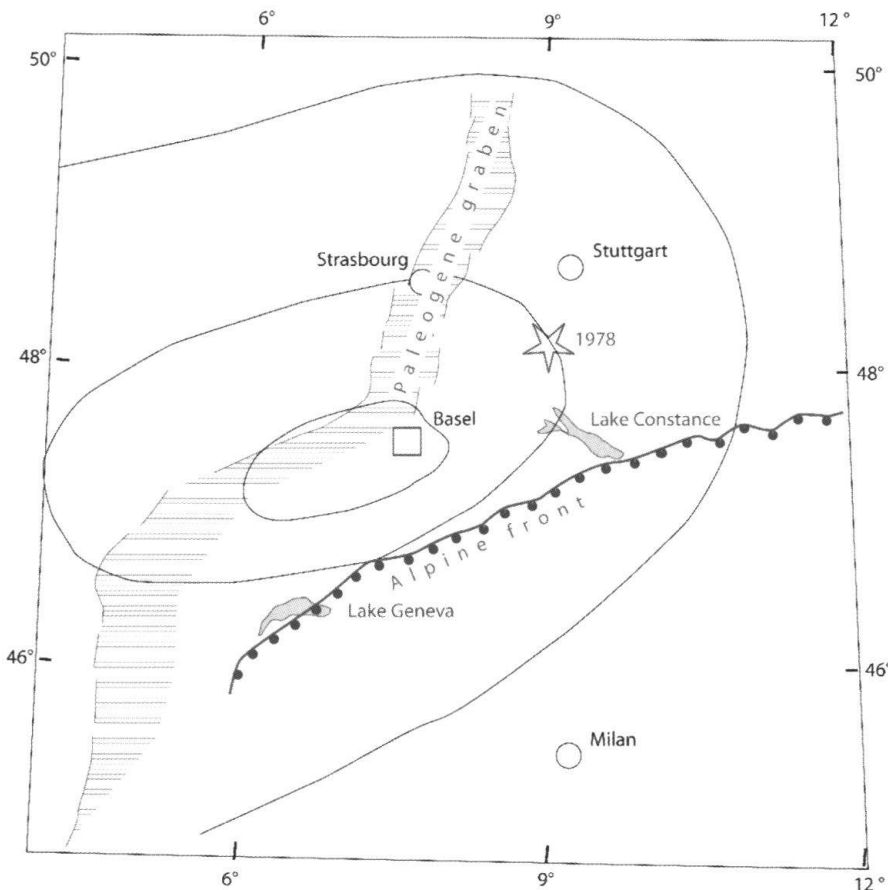 6°
9°
12°
50°
50°
Paleogene graben
Strasbourg
Stuttgart
1978
48°
48°
Basel
Lake Constance
Alpine front
Lake Geneva
46°
46°
Milan
6°
9°
12°